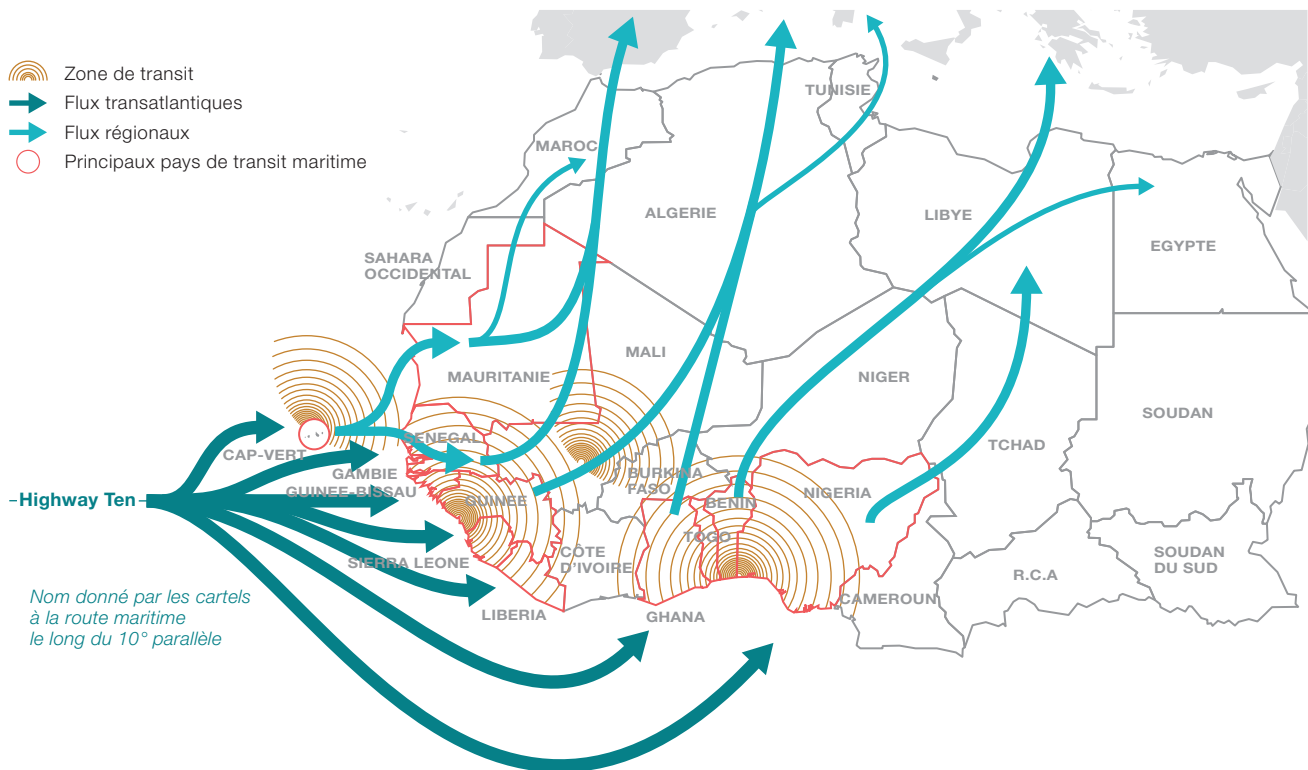 Zone de transit
Flux transatlantiques
Flux régionaux
Principaux pays de transit maritime
TUNISIE
MAROC
ALGERIE
LIBYE
EGYPTE
SAHARA
OCCIDENTAL
MALI
MAURITANIE
NIGER
SOUDAN
TCHAD
SENEGAL
CAP-VERT
GAMBIE
GUINEE-BISSAU
GUINEE
BURKINA
FASO
BENIN
NIGERIA
Highway Ten
TOGO
CÔTE
D'IVOIRE
SIERRA LEONE
SOUDAN
DU SUD
R.C.A
CAMEROUN
LIBERIA
GHANA
Nom donné par les cartels
à la route maritime
le long du 10° parallèle